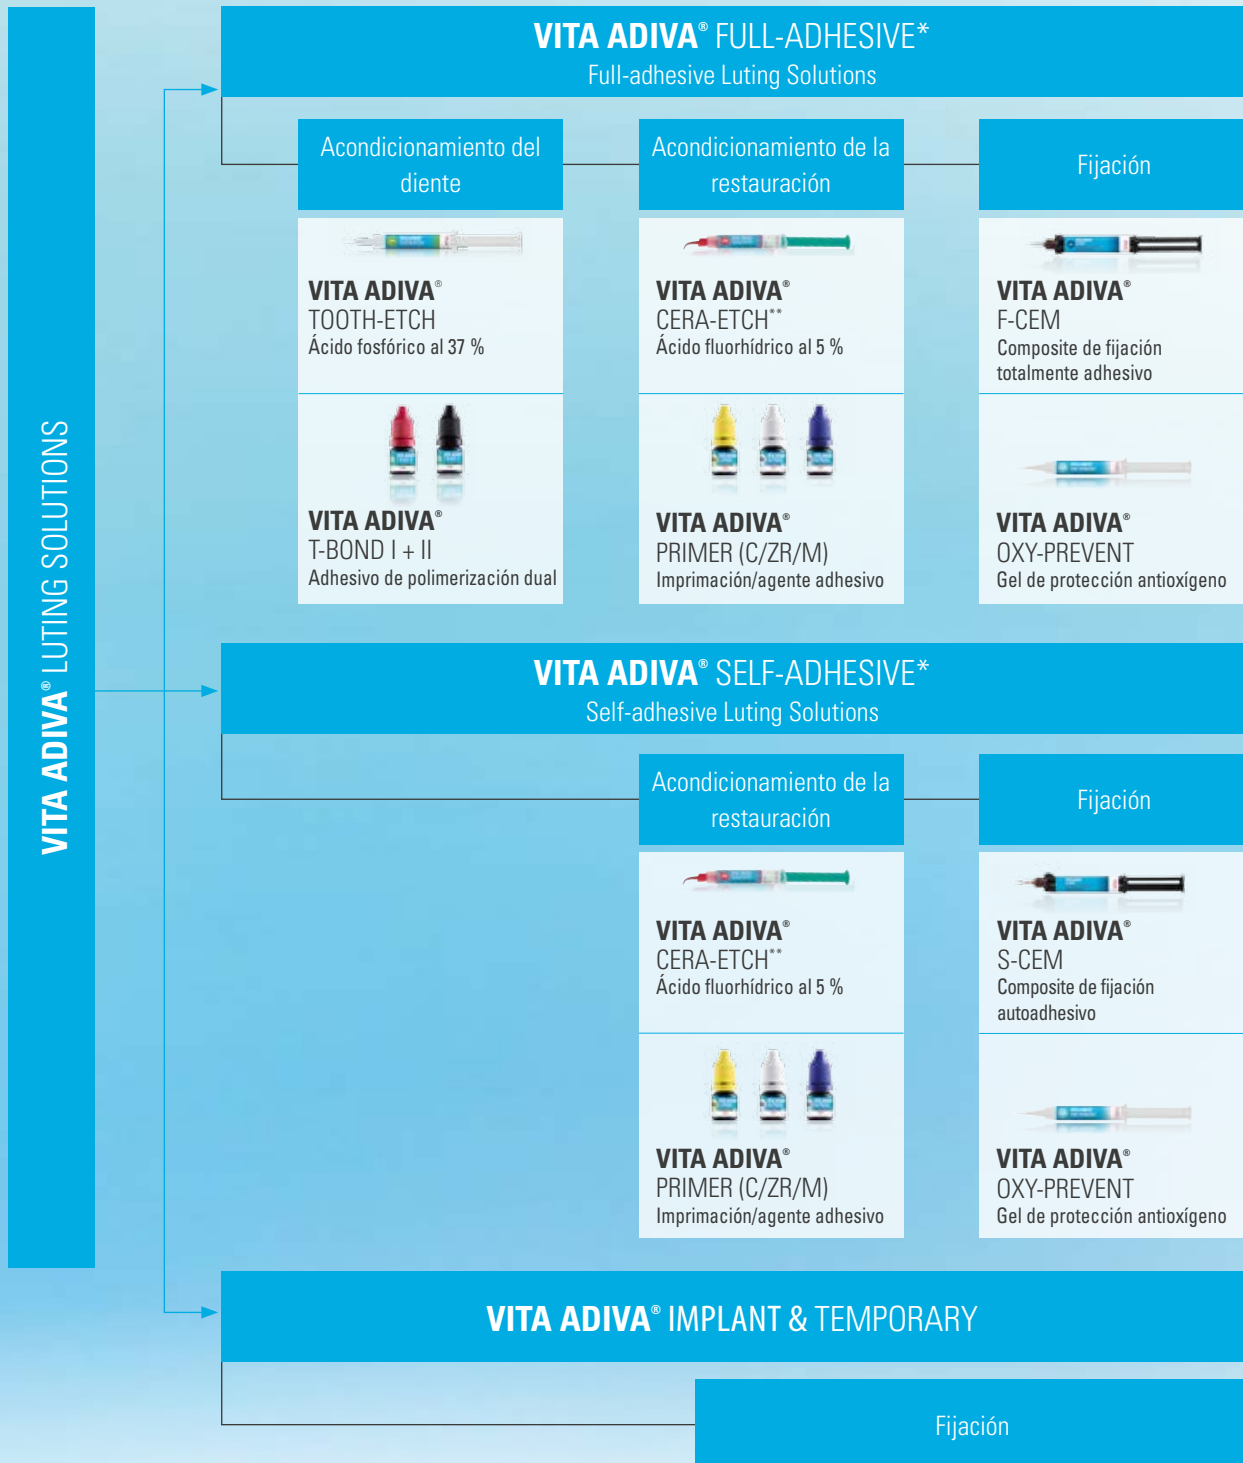 VITA ADIVA® LUTING SOLUTIONS
VITA ADIVA® FULL-ADHESIVE*
Full-adhesive Luting Solutions
Acondicionamiento del
diente
Acondicionamiento de la
restauración
Fijación
VITA ADIVA®
TOOTH-ETCH
Ácido fosfórico al 37 %
VITA ADIVA®
CERA-ETCH**
Ácido fluorhídrico al 5 %
VITA ADIVA®
F-CEM
Composite de fijación
totalmente adhesivo
VITA ADIVA®
T-BOND I + II
Adhesivo de polimerización dual
VITA ADIVA®
PRIMER (C/ZR/M)
Imprimación/agente adhesivo
VITA ADIVA®
OXY-PREVENT
Gel de protección antioxígeno
VITA ADIVA® SELF-ADHESIVE*
Self-adhesive Luting Solutions
Acondicionamiento de la
restauración
Fijación
VITA ADIVA®
CERA-ETCH**
Ácido fluorhídrico al 5 %
VITA ADIVA®
S-CEM
Composite de fijación
autoadhesivo
VITA ADIVA®
PRIMER (C/ZR/M)
Imprimación/agente adhesivo
VITA ADIVA®
OXY-PREVENT
Gel de protección antioxígeno
VITA ADIVA® IMPLANT & TEMPORARY
Fijación